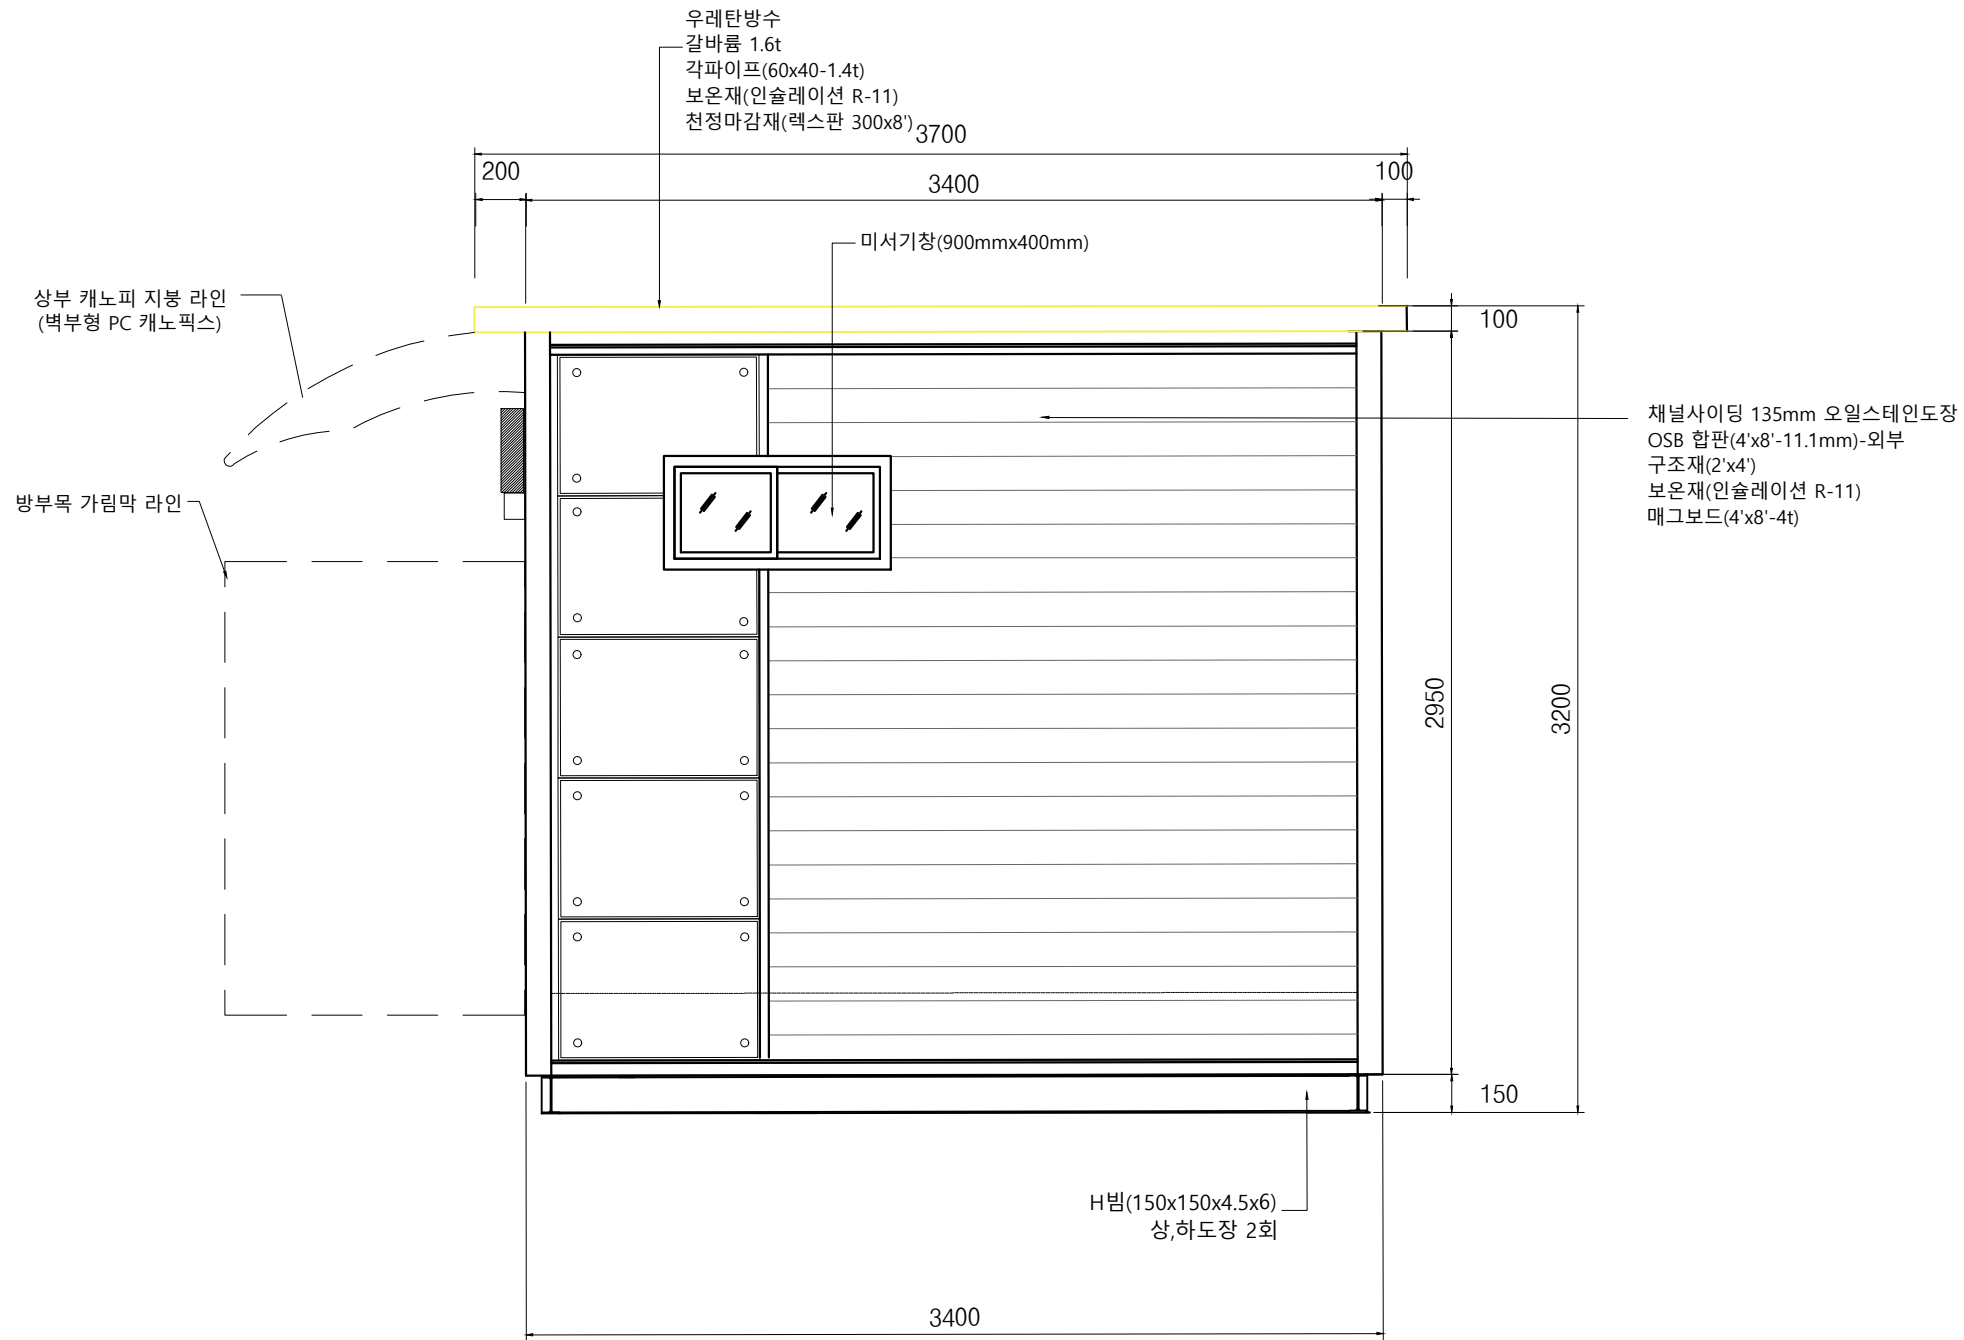 우레탄방수
갈바륨 1.6t
각파이프(60x40-1.4t)
보온재(인슐레이션 R-11)
천정마감재(렉스판 300x8')
3700
200
3400
100
미서기창(900mmx400mm)
상부 캐노피 지붕 라인
(벽부형 PC 캐노픽스)
100
채널사이딩 135mm 오일스테인도장
OSB 합판(4'x8'-11.1mm)-외부
구조재(2'x4')
보온재(인슐레이션 R-11)
매그보드(4'x8'-4t)
방부목 가림막 라인
2950
3200
150
H빔(150x150x4.5x6)
상,하도장 2회
3400